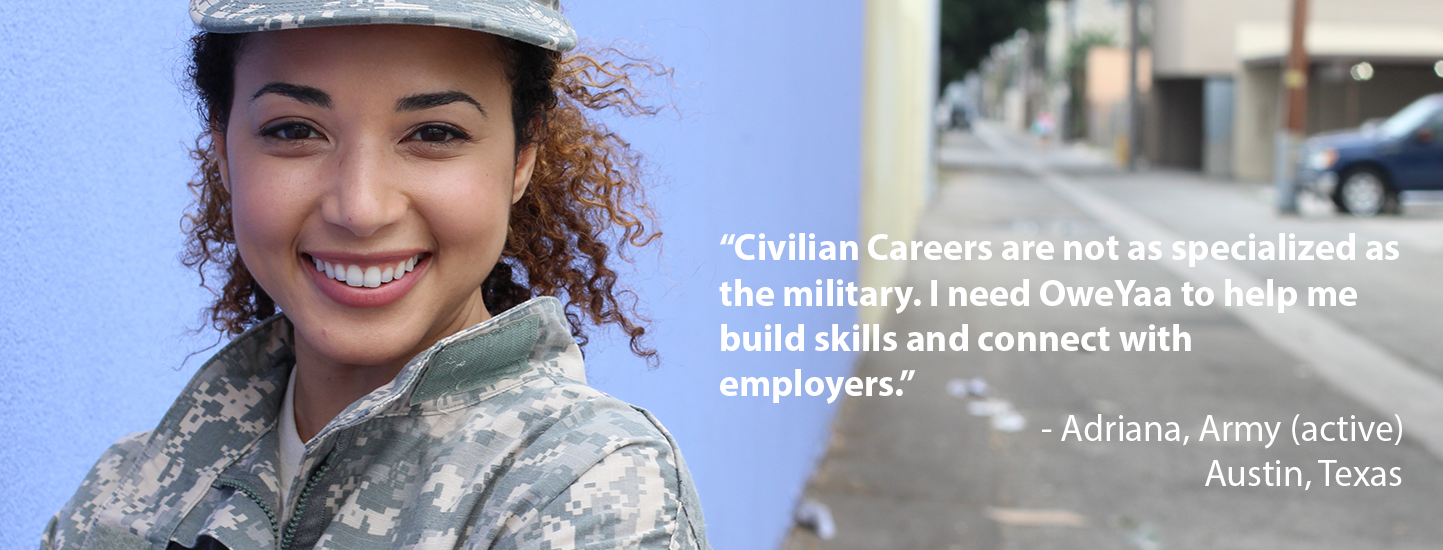 “Civilian Careers are not as specialized as
the military. I need OweYaa to help me
build skills and connect with
employers.”
- Adriana, Army (active)
Austin, Texas